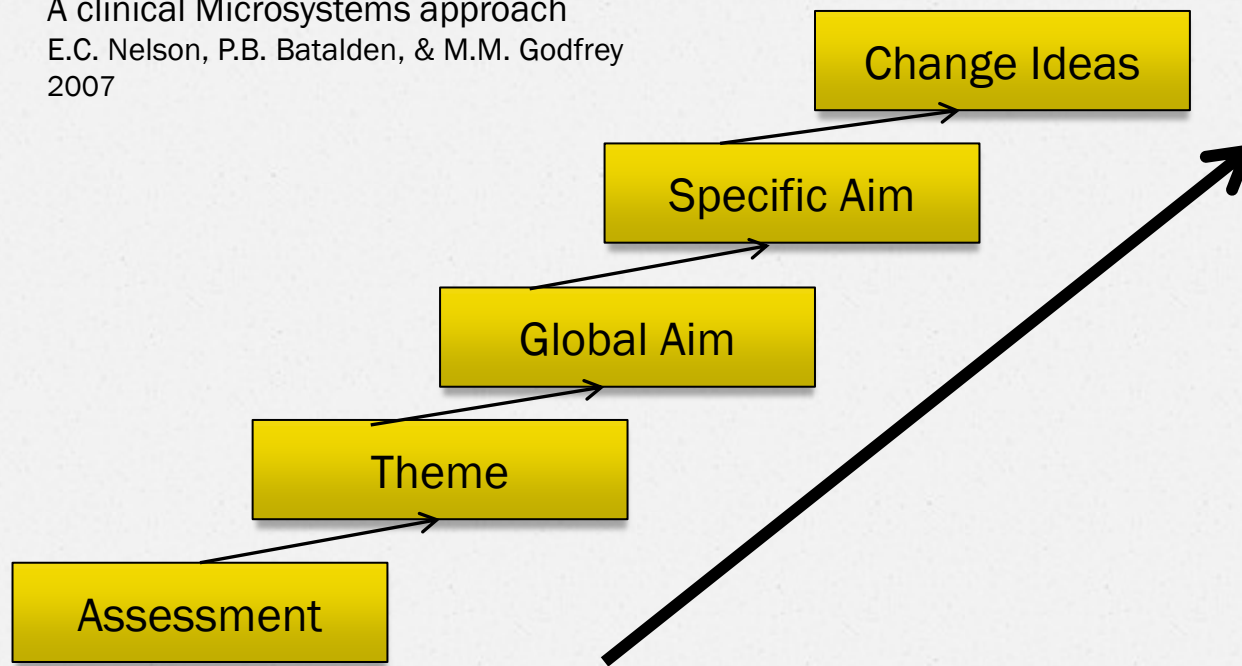 A clinical Microsystems approach
E.C. Nelson, P.B. Batalden, & M.M. Godfrey
2007
Change Ideas
Specific Aim
Global Aim
Theme
Assessment